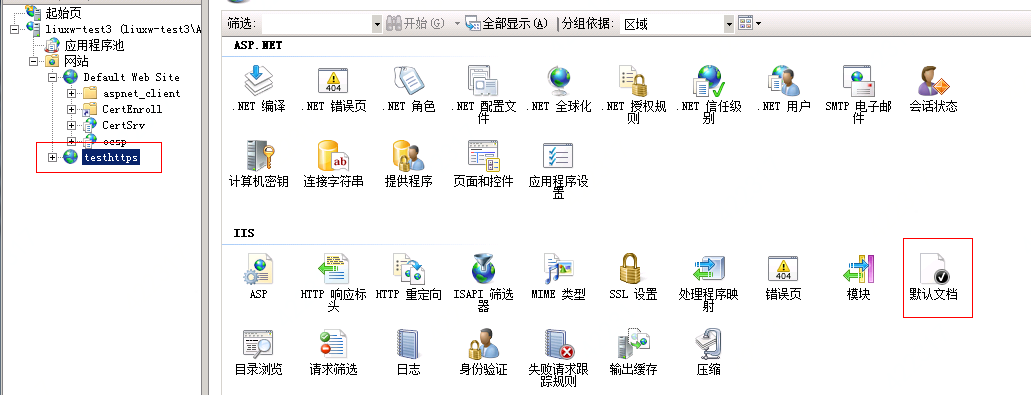 起始页
liuxw-test3 (liuxw-test3\A
应用程序池
网站
Default Web Site
aspnet_client
CertEnroll
CertSrv
ocsp
testhttps
筛选: 开始(G) 全部显示(A) 分组依据: 区域
ASP.NET
.NET 编译 .NET 错误页 .NET 角色 .NET 配置文件 .NET 全球化 .NET 授权规则 .NET 信任级别 .NET 用户 SMTP 电子邮件 会话状态
计算机密钥 连接字符串 提供程序 页面和控件 应用程序设置
IIS
ASP HTTP 响应标头 HTTP 重定向 ISAPI 筛选器 MIME 类型 SSL 设置 处理程序映射 错误页 模块 默认文档
404
ab
404
目录浏览 请求筛选 日志 身份验证 失败请求跟踪规则 输出缓存 压缩